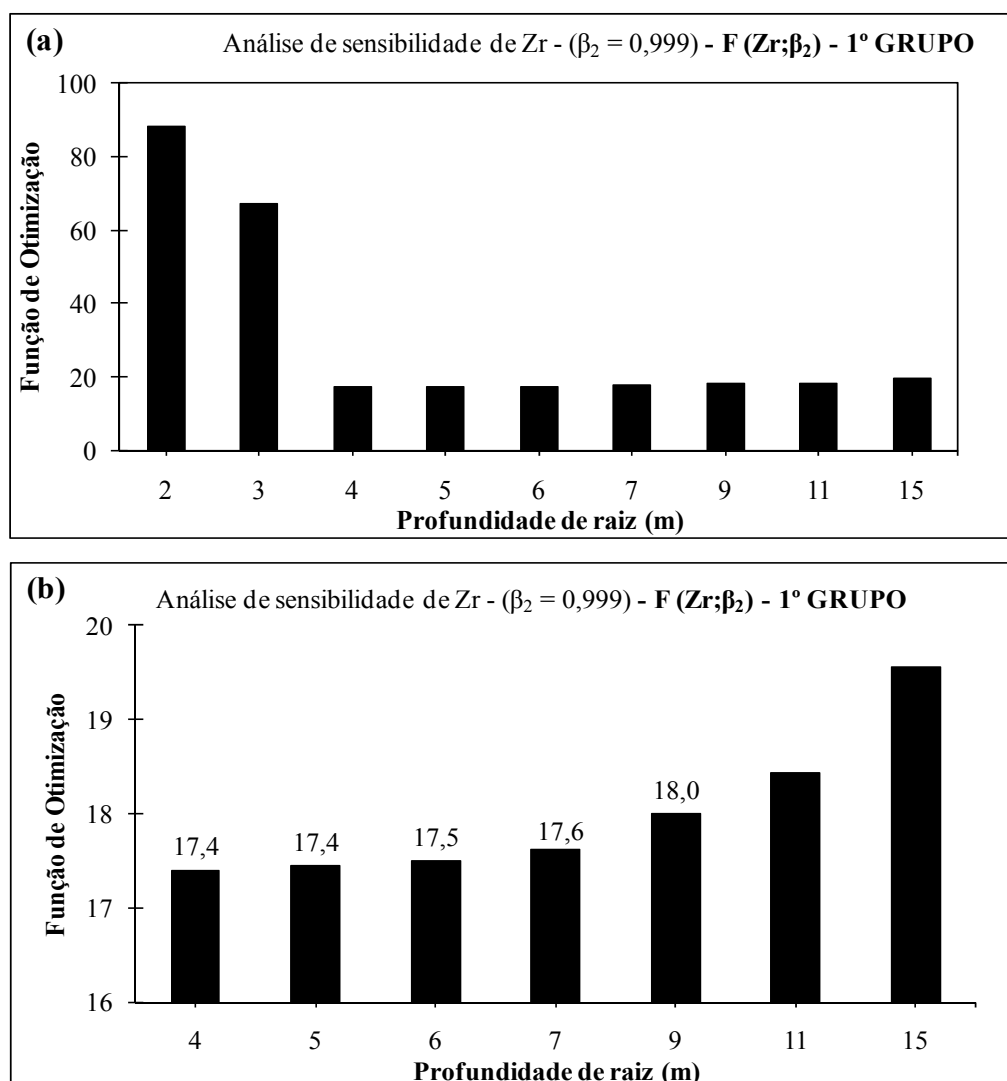 (a) Análise de sensibilidade de Zr - (β₂ = 0,999) - F (Zr;β₂) - 1º GRUPO
Função de Otimização
100
80
60
40
20
0
2 3 4 5 6 7 9 11 15
Profundidade de raiz (m)
(b) Análise de sensibilidade de Zr - (β₂ = 0,999) - F (Zr;β₂) - 1º GRUPO
Função de Otimização
20
19
18
17
16
17,4 17,4 17,5 17,6 18,0
4 5 6 7 9 11 15
Profundidade de raiz (m)